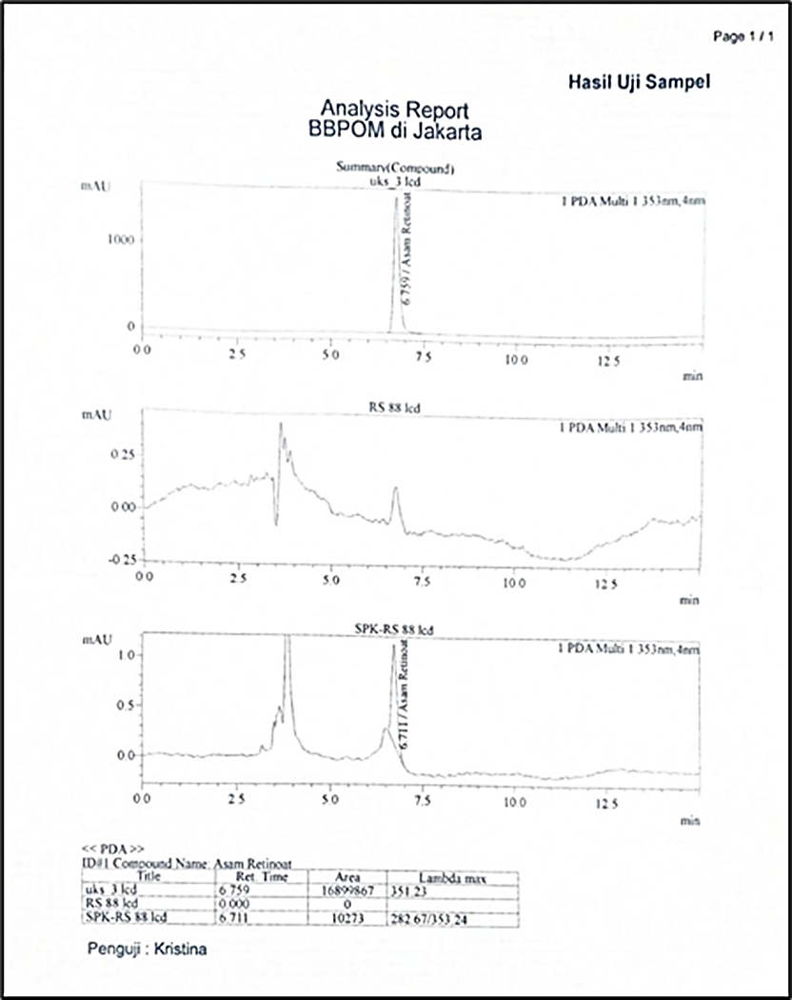 Page 1 / 1
Hasil Uji Sampel
Analysis Report
BBPOM di Jakarta
Summary(Compound)
uks_3 lcd
mAU
1 PDA Multi 1 353nm,4nm
1000
0
6 759 / Asam Retinoat
0 0 2 5 5 0 7 5 10 0 12 5
min
RS 88 lcd
mAU
1 PDA Multi 1 353nm,4nm
0 25
0 00
-0 25
0 0 2 5 5 0 7 5 10 0 12 5
min
SPK-RS 88 lcd
mAU
1 PDA Multi 1 353nm,4nm
1 0
0 5
0 0
6 711 / Asam Retinoat
0 0 2 5 5 0 7 5 10 0 12 5
min
<< PDA >>
ID#1 Compound Name: Asam Retinoat
Title Ret. Time Area Lambda max
uks_3 lcd 6 759 16899867 351 23
RS 88 lcd 0.000 0
SPK-RS 88 lcd 6.711 10273 282 67/353 24
Penguji : Kristina